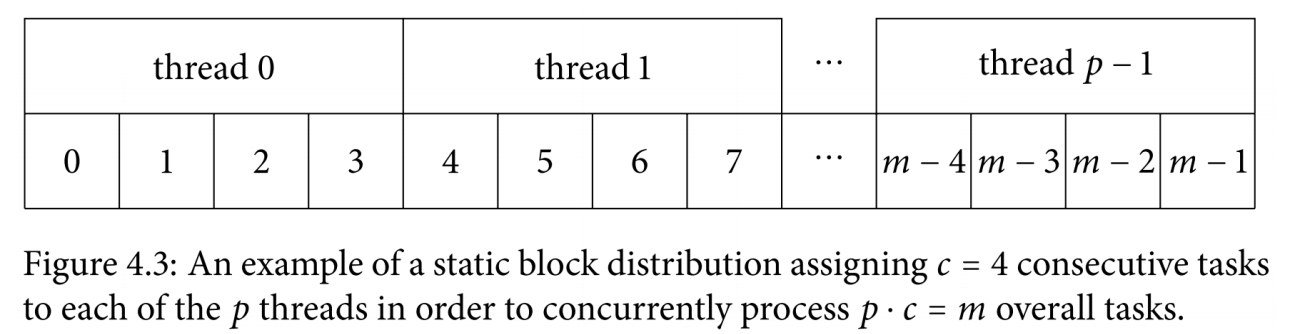 thread 0 thread 1 ⋯ thread p − 1
0 1 2 3 4 5 6 7 ⋯ m − 4 m − 3 m − 2 m − 1
Figure 4.3: An example of a static block distribution assigning c = 4 consecutive tasks
to each of the p threads in order to concurrently process p · c = m overall tasks.